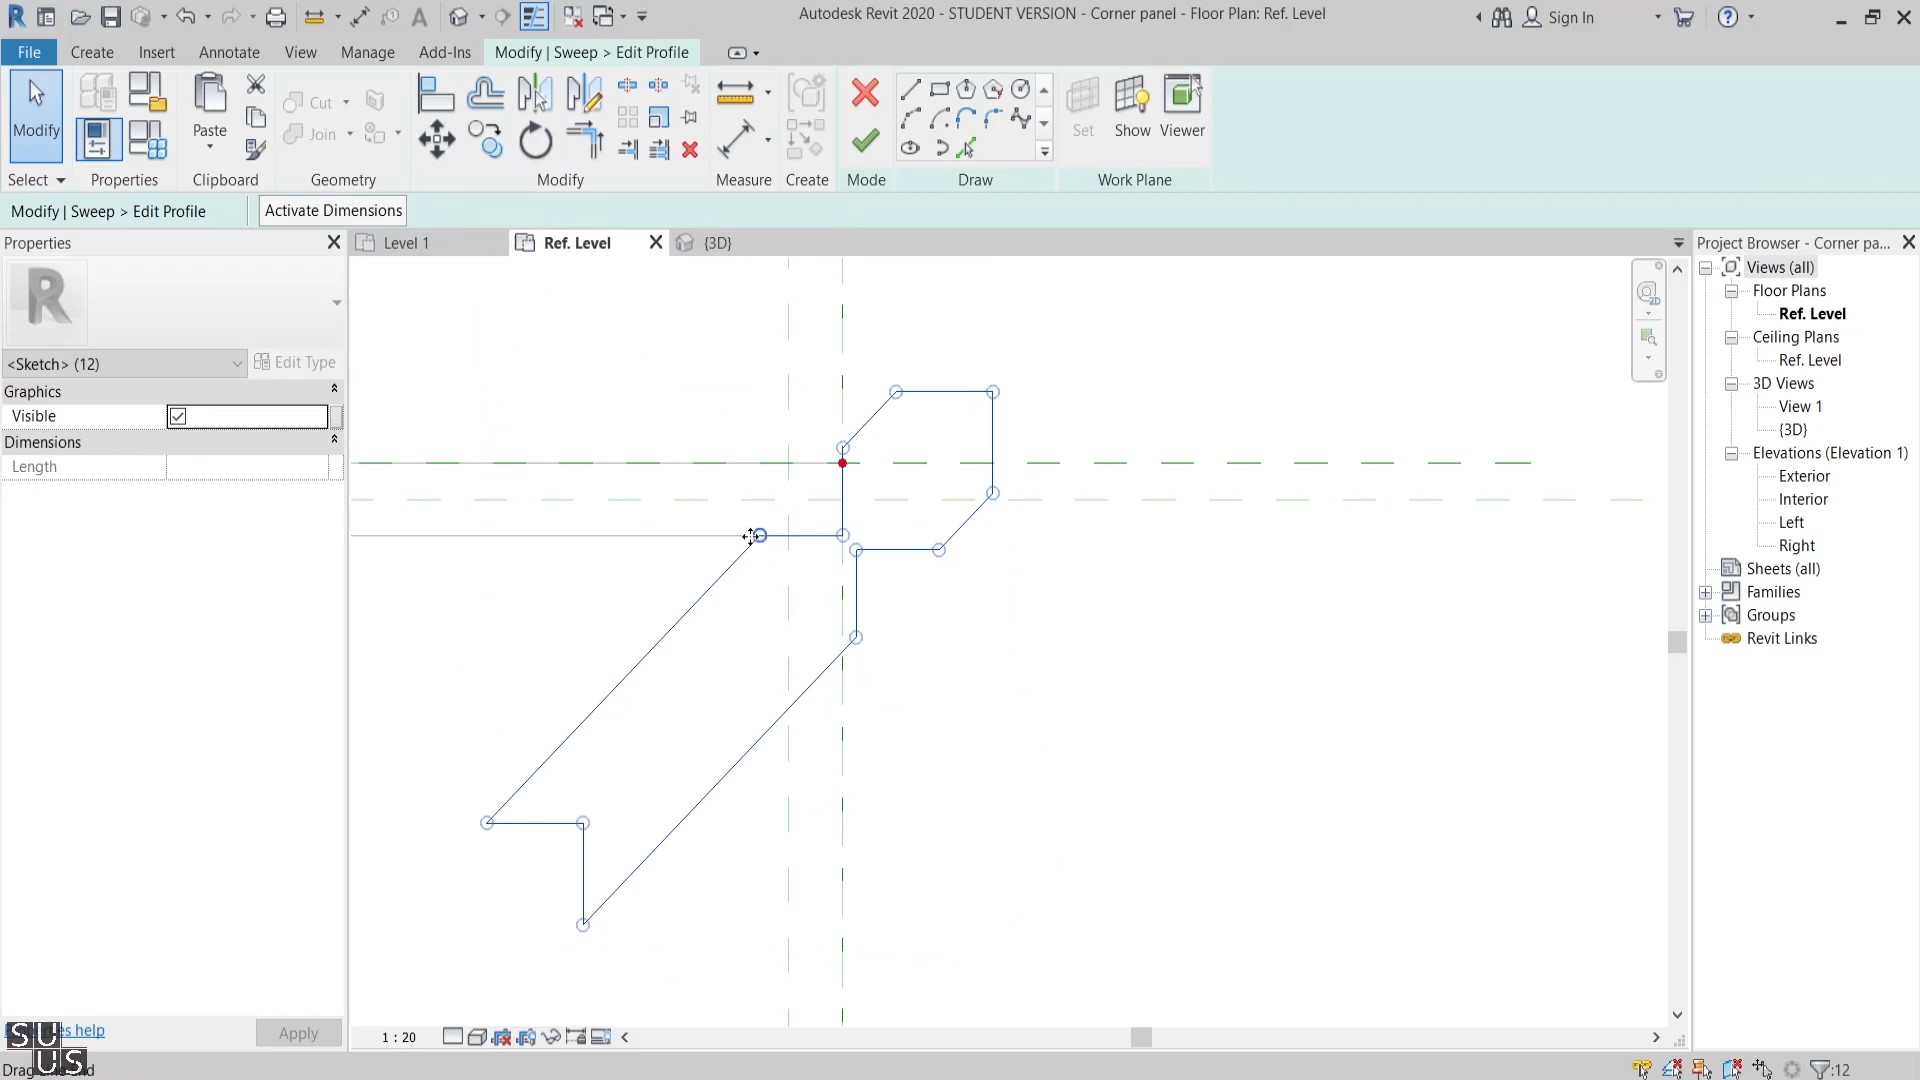 Autodesk Revit 2020 - STUDENT VERSION - Corner panel - Floor Plan: Ref. Level
Sign In
File Create Insert Annotate View Manage Add-Ins Modify | Sweep > Edit Profile
Modify
Paste
Cut
Join
Set Show Viewer
Select Properties Clipboard Geometry Modify Measure Create Mode Draw Work Plane
Modify | Sweep > Edit Profile Activate Dimensions
Properties
Level 1 Ref. Level {3D}
Project Browser - Corner pa...
R
<Sketch> (12) Edit Type
Graphics
Visible
Dimensions
Length
Views (all)
Floor Plans
Ref. Level
Ceiling Plans
Ref. Level
3D Views
View 1
{3D}
Elevations (Elevation 1)
Exterior
Interior
Left
Right
Sheets (all)
Families
Groups
Revit Links
2D
es help Apply
1 : 20
SU
US
:12